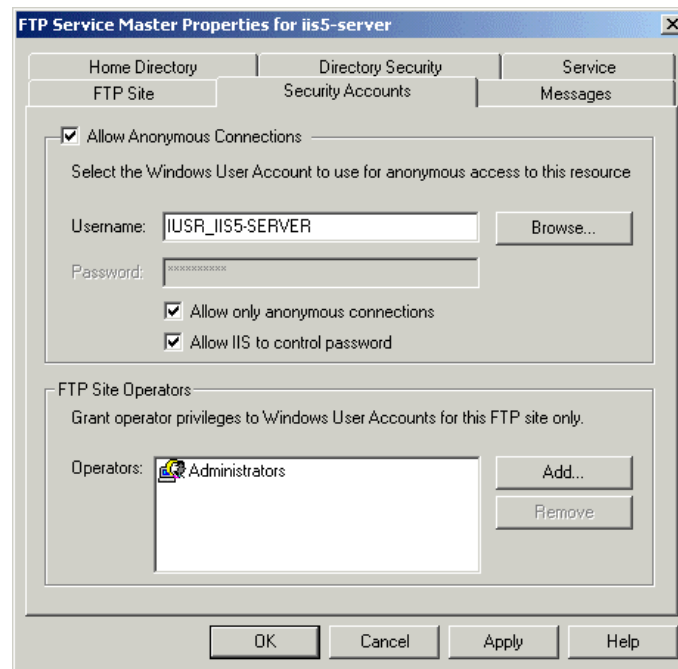 FTP Service Master Properties for iis5-server
Home Directory Directory Security Service
FTP Site Security Accounts Messages
Allow Anonymous Connections
Select the Windows User Account to use for anonymous access to this resource
Username: IUSR_IIS5-SERVER Browse...
Password: **********
Allow only anonymous connections
Allow IIS to control password
FTP Site Operators
Grant operator privileges to Windows User Accounts for this FTP site only.
Operators: Administrators Add...
Remove
OK Cancel Apply Help